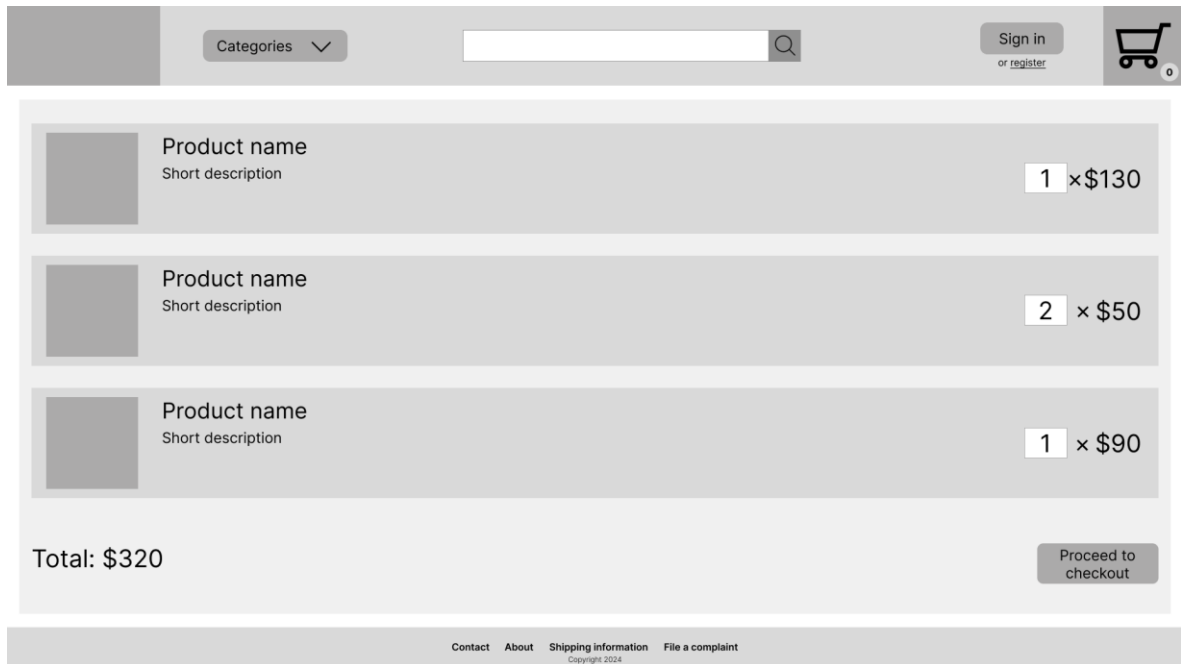 Categories
Sign in
or register
0
Product name
Short description
1 ×$130
Product name
Short description
2 × $50
Product name
Short description
1 × $90
Total: $320
Proceed to
checkout
Contact About Shipping information File a complaint
Copyright 2024